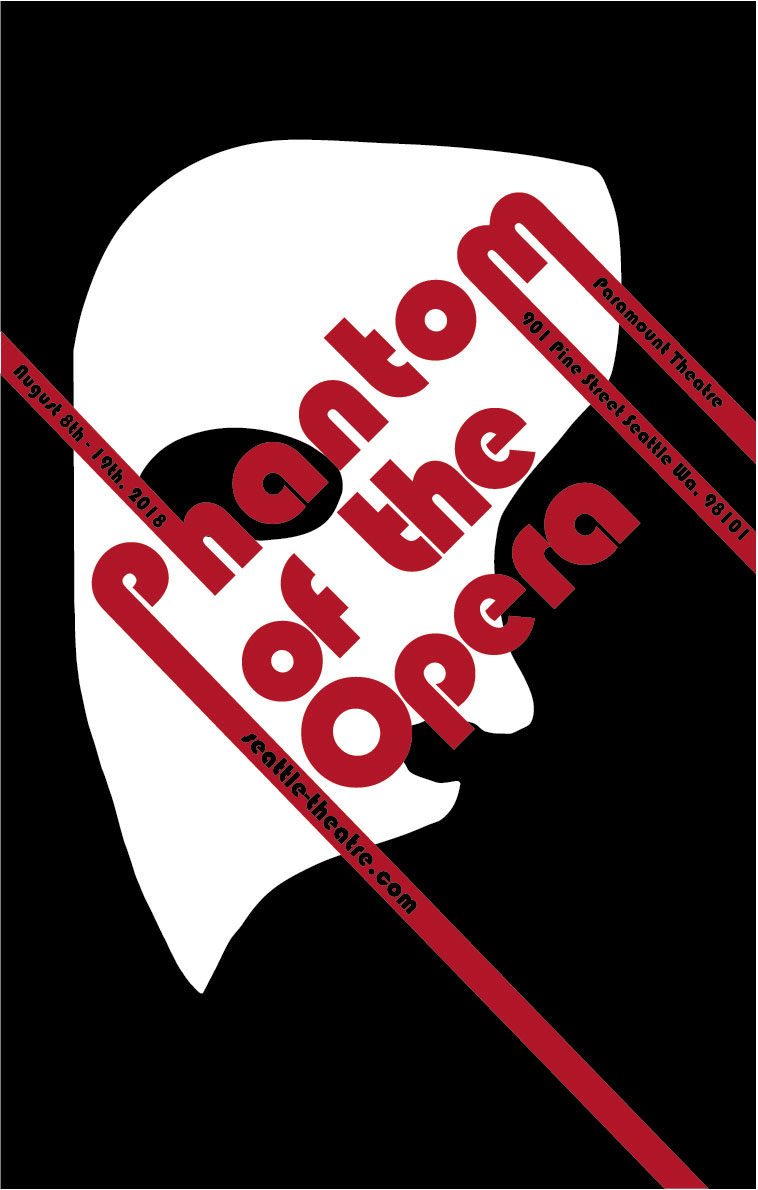 Phantom
of the
Opera
August 8th - 19th, 2018
Paramount Theatre
901 Pine Street Seattle Wa. 98101
seattle-theatre.com